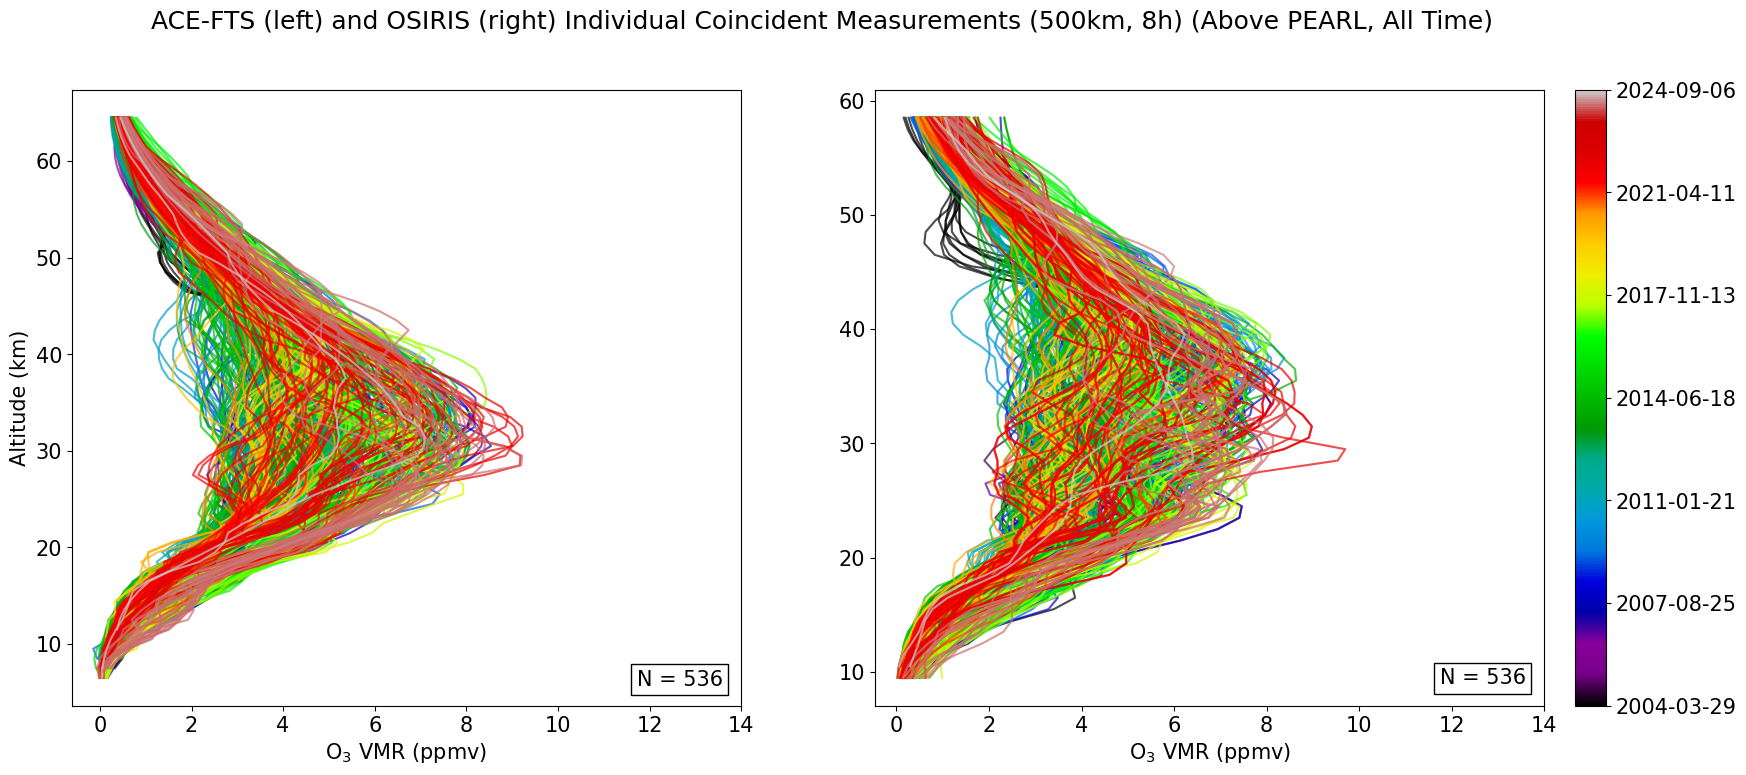 ACE-FTS (left) and OSIRIS (right) Individual Coincident Measurements (500km, 8h) (Above PEARL, All Time)
Altitude (km)
60
50
40
30
20
10
0 2 4 6 8 10 12 14
O₃ VMR (ppmv)
N = 536
60
50
40
30
20
10
0 2 4 6 8 10 12 14
O₃ VMR (ppmv)
N = 536
2024-09-06
2021-04-11
2017-11-13
2014-06-18
2011-01-21
2007-08-25
2004-03-29